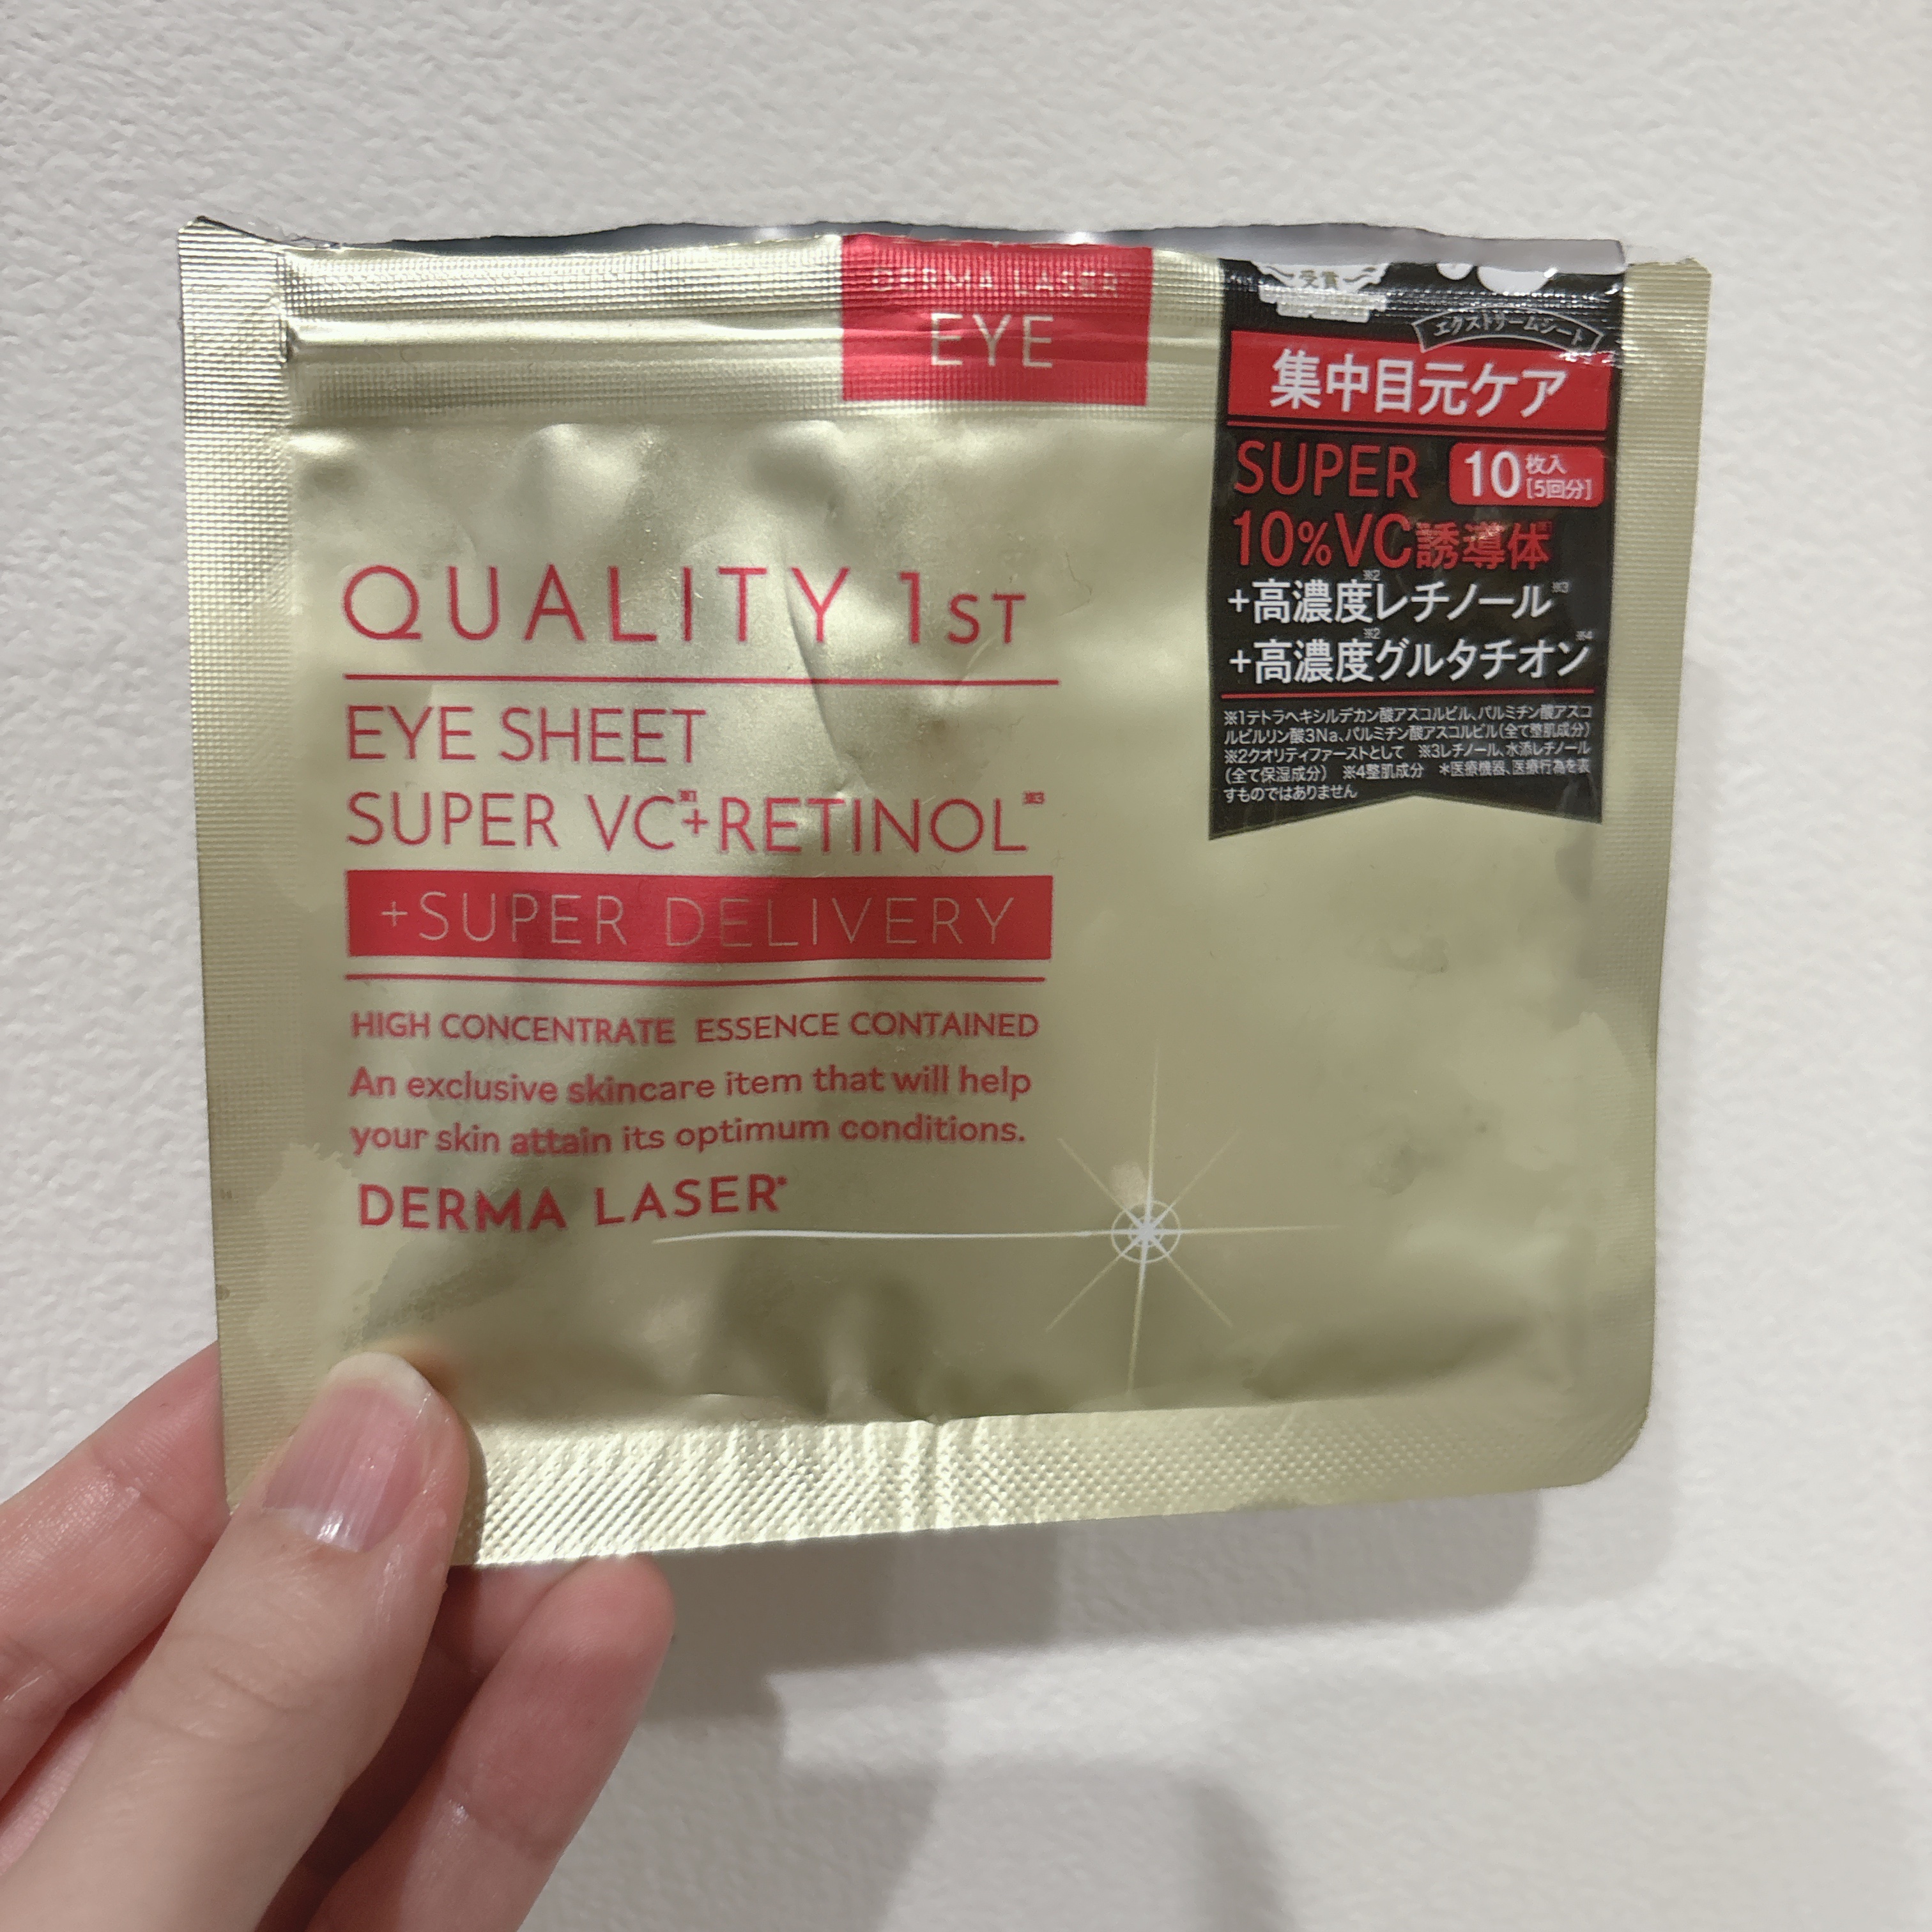 DERMA LASER
EYE
受賞
エクストリームシート
集中目元ケア
SUPER 10枚入[5回分]
10%VC誘導体※1
+高濃度※2レチノール※3
+高濃度※2グルタチオン※4
※1テトラヘキシルデカン酸アスコルビル、パルミチン酸アスコ
ルビルリン酸3Na、パルミチン酸アスコルビル(全て整肌成分)
※2クオリティファーストとして ※3レチノール、水添レチノール
(全て保湿成分) ※4整肌成分 *医療機器、医療行為を表
すものではありません
QUALITY 1ST
EYE SHEET
SUPER VC※1+RETINOL※3
+SUPER DELIVERY
HIGH CONCENTRATE ESSENCE CONTAINED
An exclusive skincare item that will help
your skin attain its optimum conditions.
DERMA LASER*